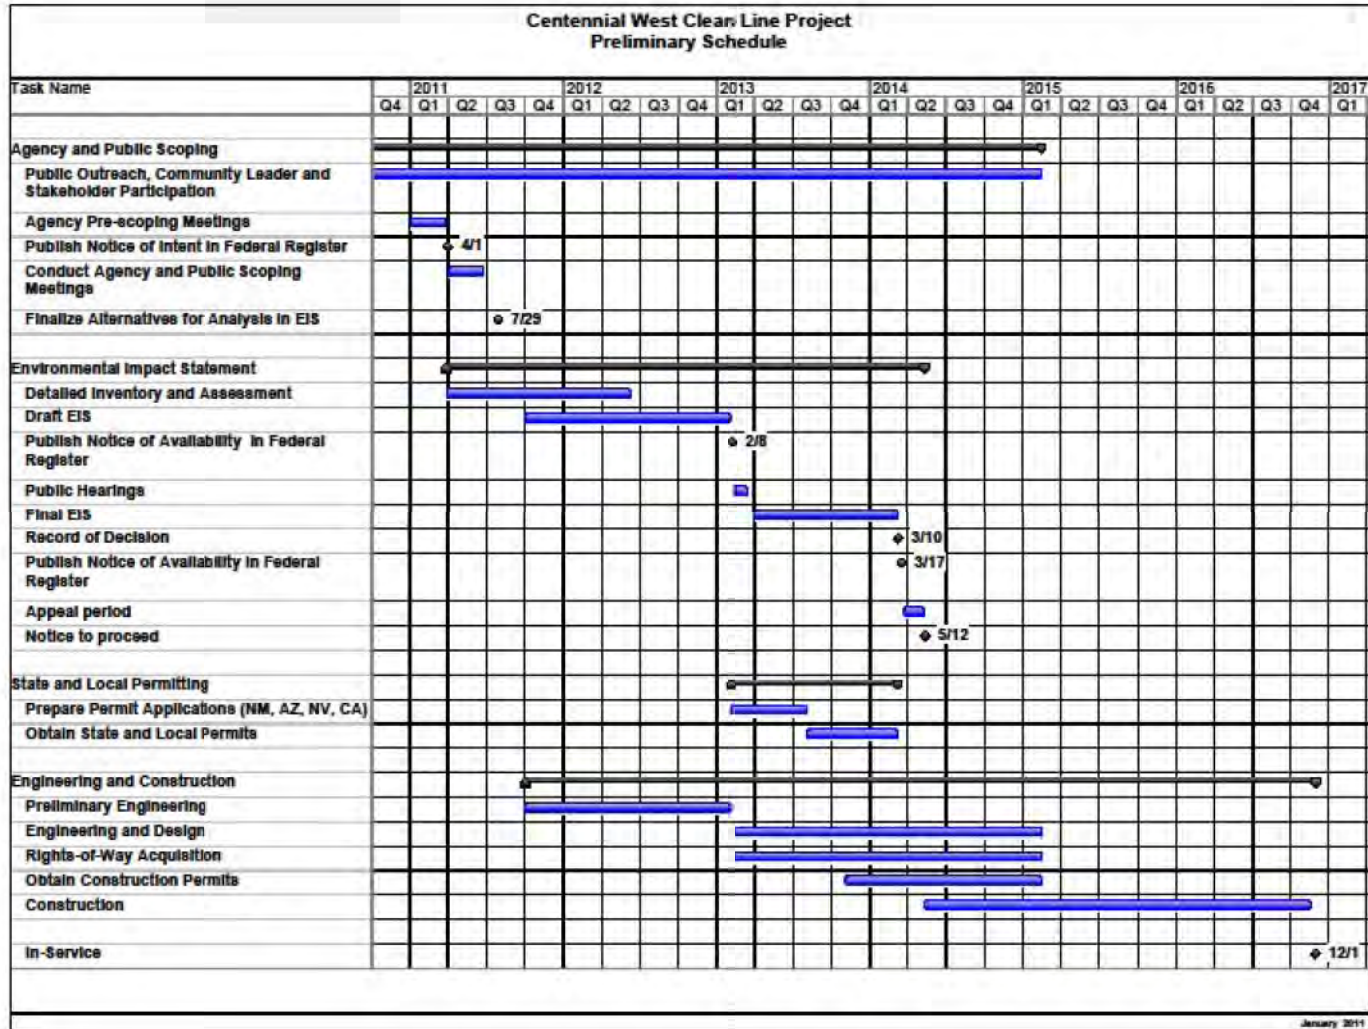 Centennial West Clean Line Project
Preliminary Schedule
Task Name 2011 2012 2013 2014 2015 2016 2017
Q4 Q1 Q2 Q3 Q4 Q1 Q2 Q3 Q4 Q1 Q2 Q3 Q4 Q1 Q2 Q3 Q4 Q1 Q2 Q3 Q4 Q1 Q2 Q3 Q4 Q1
Agency and Public Scoping
Public Outreach, Community Leader and
Stakeholder Participation
Agency Pre-scoping Meetings
Publish Notice of Intent in Federal Register 4/1
Conduct Agency and Public Scoping
Meetings
Finalize Alternatives for Analysis in EIS 7/29
Environmental Impact Statement
Detailed Inventory and Assessment
Draft EIS
Publish Notice of Availability in Federal 2/8
Register
Public Hearings
Final EIS
Record of Decision 3/10
Publish Notice of Availability in Federal 3/17
Register
Appeal period
Notice to proceed 5/12
State and Local Permitting
Prepare Permit Applications (NM, AZ, NV, CA)
Obtain State and Local Permits
Engineering and Construction
Preliminary Engineering
Engineering and Design
Rights-of-Way Acquisition
Obtain Construction Permits
Construction
In-Service 12/1
January 2011